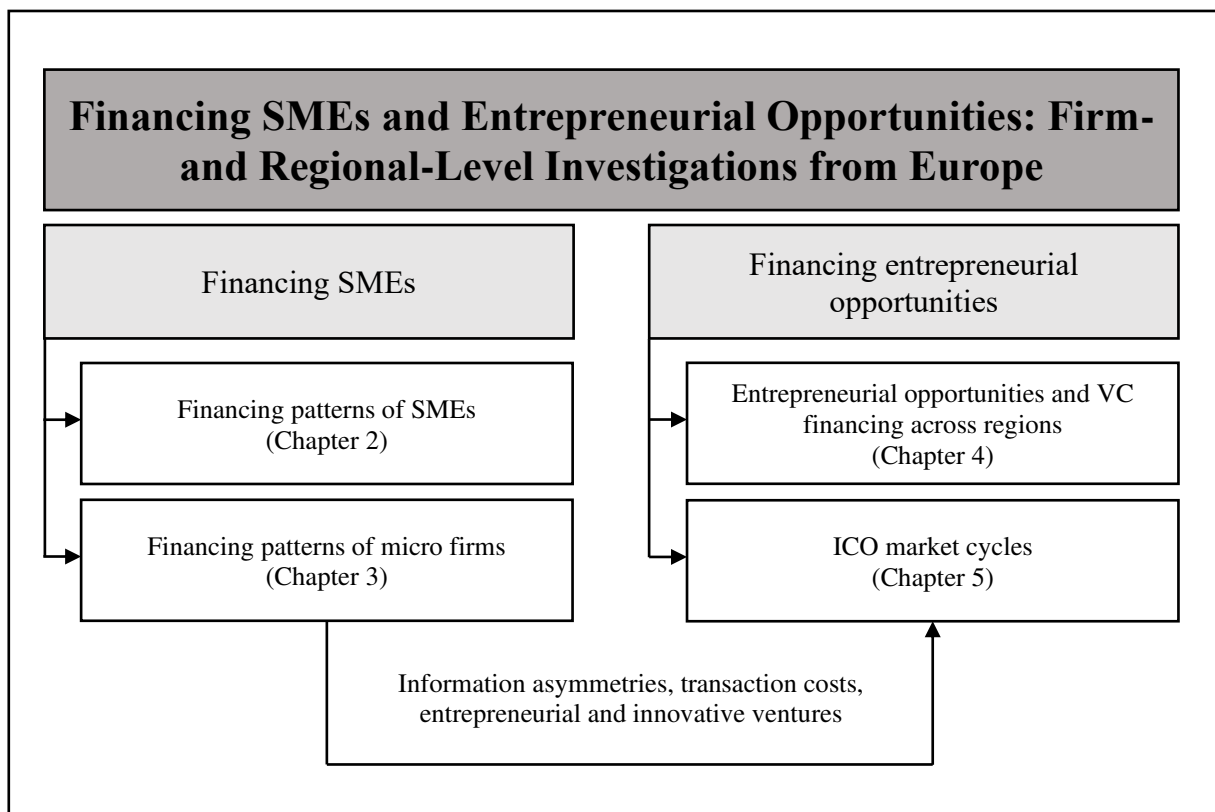 Financing SMEs and Entrepreneurial Opportunities: Firm-
and Regional-Level Investigations from Europe
Financing SMEs
Financing patterns of SMEs
(Chapter 2)
Financing patterns of micro firms
(Chapter 3)
Financing entrepreneurial
opportunities
Entrepreneurial opportunities and VC
financing across regions
(Chapter 4)
ICO market cycles
(Chapter 5)
Information asymmetries, transaction costs,
entrepreneurial and innovative ventures